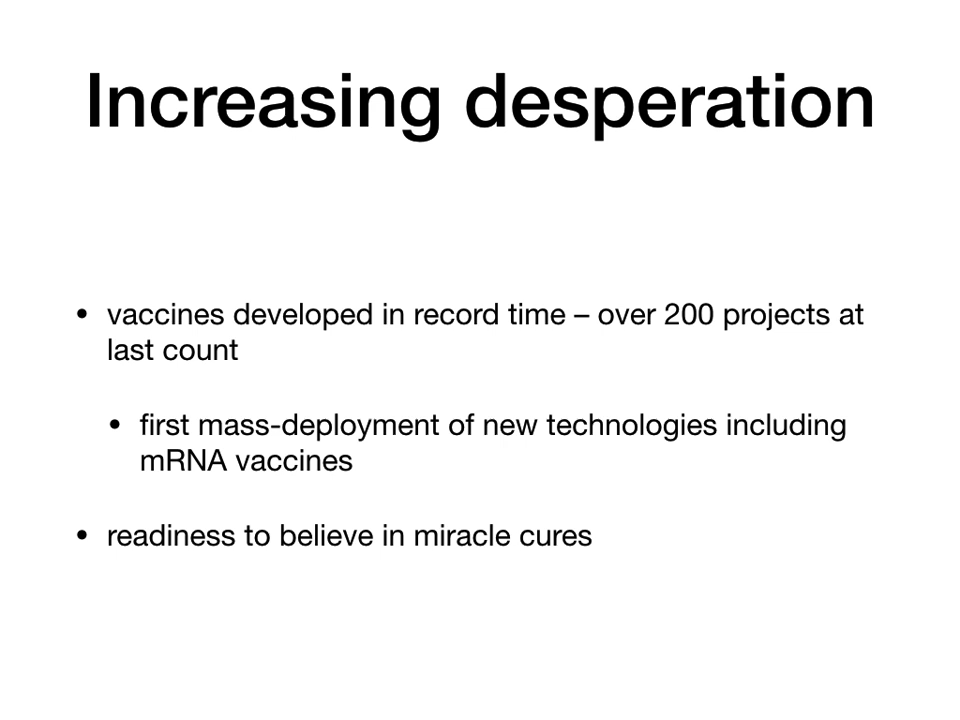 Increasing desperation
• vaccines developed in record time – over 200 projects at
last count
• first mass-deployment of new technologies including
mRNA vaccines
• readiness to believe in miracle cures